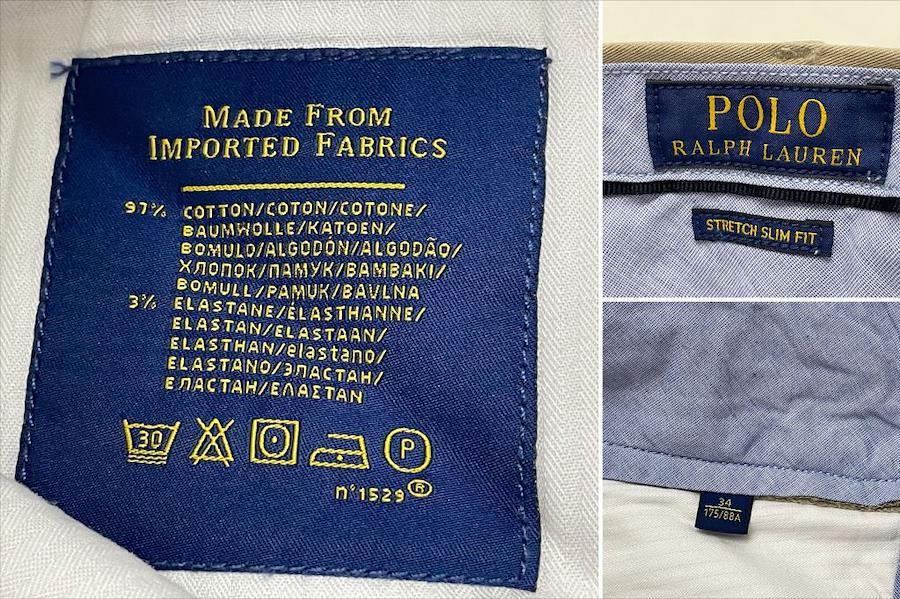 MADE FROM
IMPORTED FABRICS
97% COTTON/COTON/COTONE/
BAUMWOLLE/KATOEN/
BOMULD/ALGODÓN/ALGODÃO/
ХЛОПОК/ПАМУК/ΒΑΜΒΑΚΙ/
BOMULL/PAMUK/BAVLNA
3% ELASTANE/ÉLASTHANNE/
ELASTAN/ELASTAAN/
ELASTHAN/elastano/
ELASTANO/ЭЛАСТАН/
ЕЛАСТАН/ΕΛΑΣΤΑΝ
30
P
n°1529 ®
POLO
RALPH LAUREN
STRETCH SLIM FIT
34
175/88A